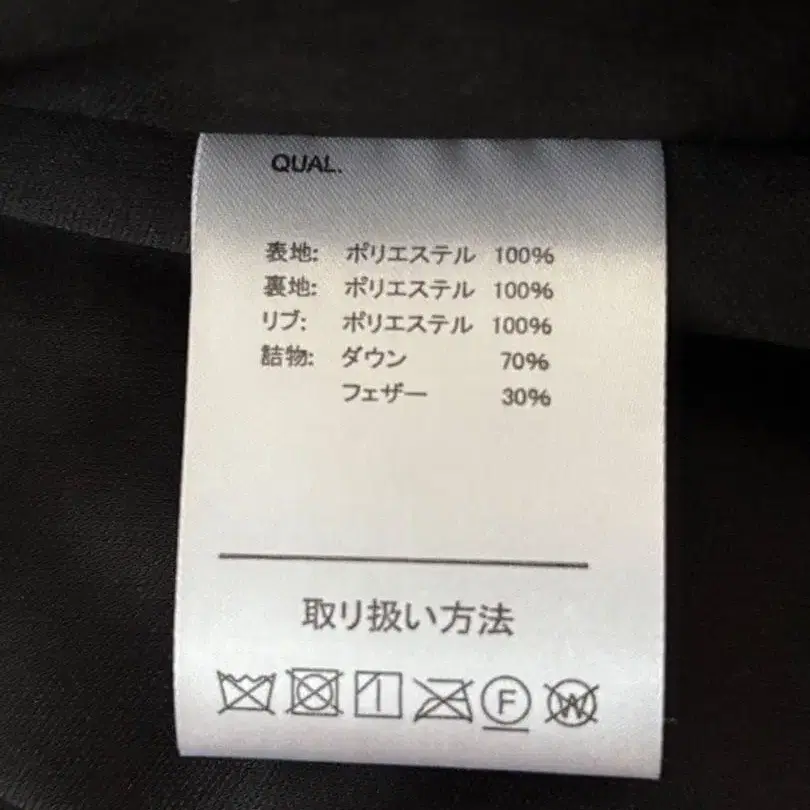 QUAL.
表地: ポリエステル 100%
裏地: ポリエステル 100%
リブ: ポリエステル 100%
詰物: ダウン 70%
フェザー 30%
取り扱い方法
F W